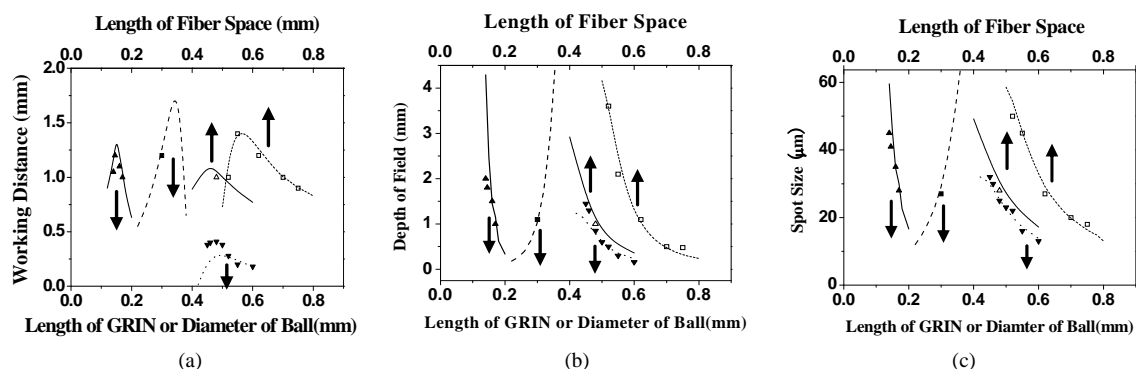 Length of Fiber Space (mm)
0.0 0.2 0.4 0.6 0.8
Working Distance (mm)
2.0
1.5
1.0
0.5
0.0
0.0 0.2 0.4 0.6 0.8
Length of GRIN or Diameter of Ball(mm)
(a)
Length of Fiber Space
0.0 0.2 0.4 0.6 0.8
Depth of Field (mm)
4
3
2
1
0
0.0 0.2 0.4 0.6 0.8
Length of GRIN or Diameter of Ball(mm)
(b)
Length of Fiber Space
0.0 0.2 0.4 0.6 0.8
Spot Size (μm)
60
40
20
0
0.0 0.2 0.4 0.6 0.8
Length of GRIN or Diamter of Ball(mm)
(c)